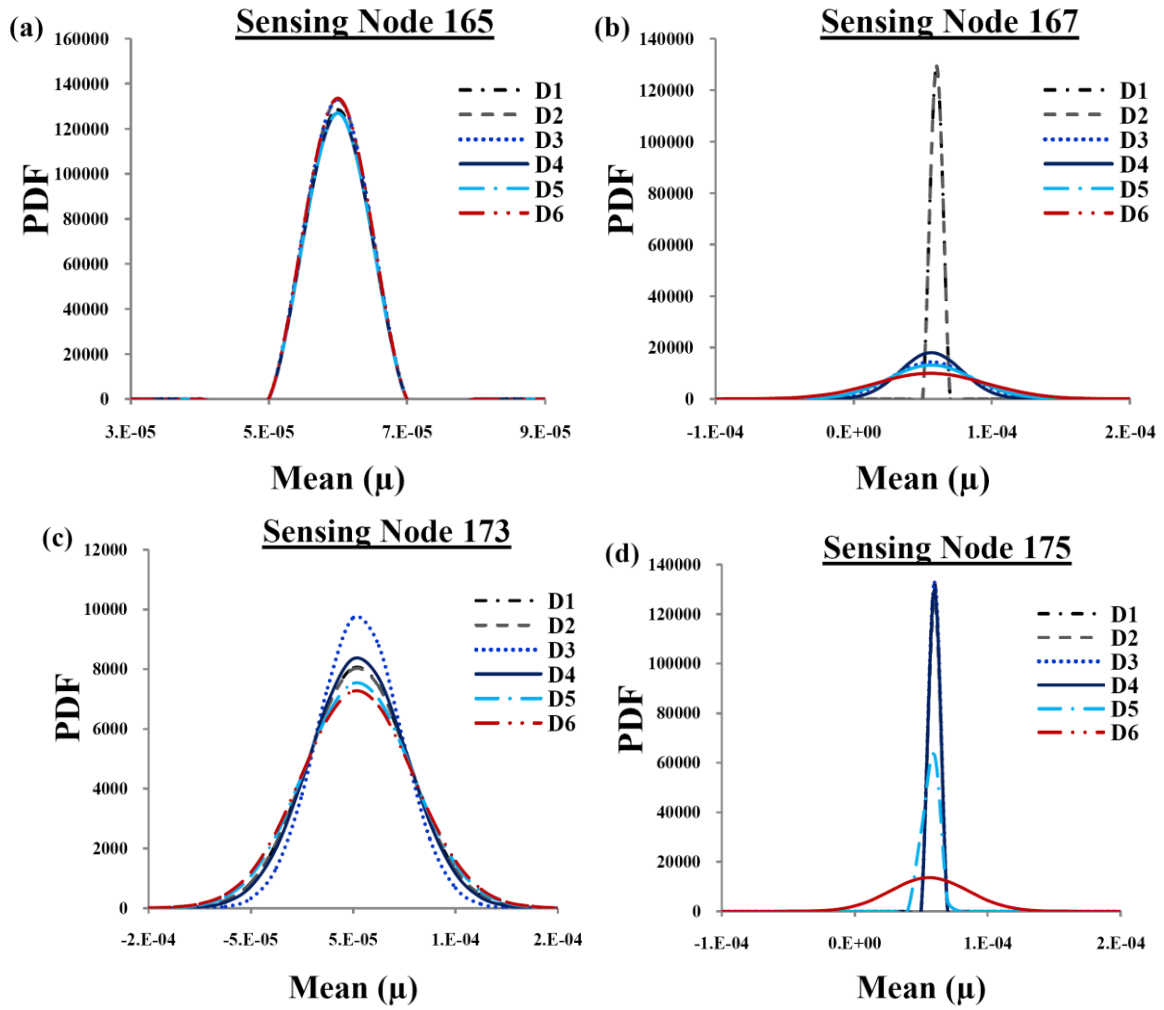 (a)
Sensing Node 165
160000
140000
120000
100000
80000
60000
40000
20000
0
PDF
3.E-05
5.E-05
7.E-05
9.E-05
Mean (μ)
D1
D2
D3
D4
D5
D6
(b)
Sensing Node 167
140000
120000
100000
80000
60000
40000
20000
0
PDF
-1.E-04
0.E+00
1.E-04
2.E-04
Mean (μ)
D1
D2
D3
D4
D5
D6
(c)
Sensing Node 173
12000
10000
8000
6000
4000
2000
0
PDF
-2.E-04
-5.E-05
5.E-05
1.E-04
2.E-04
Mean (μ)
D1
D2
D3
D4
D5
D6
(d)
Sensing Node 175
140000
120000
100000
80000
60000
40000
20000
0
PDF
-1.E-04
0.E+00
1.E-04
2.E-04
Mean (μ)
D1
D2
D3
D4
D5
D6